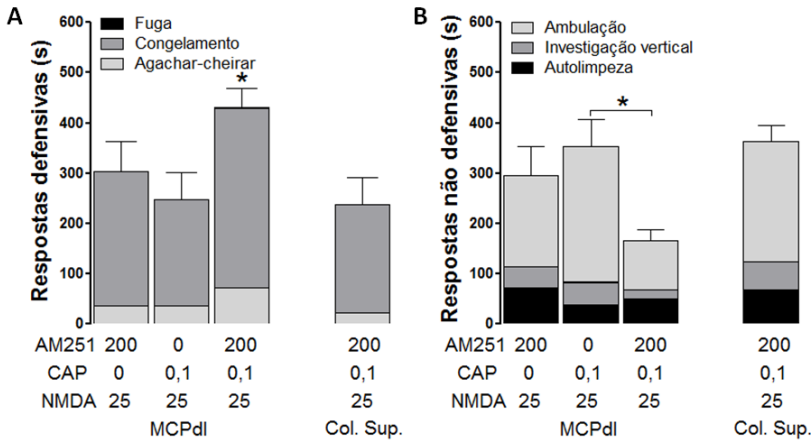 A
Respostas defensivas (s)
600
500
400
300
200
100
0
Fuga
Congelamento
Agachar-cheirar
*
AM251 200 0 200 200
CAP 0 0,1 0,1 0,1
NMDA 25 25 25 25
MCPdl Col. Sup.
B
Respostas não defensivas (s)
600
500
400
300
200
100
0
Ambulação
Investigação vertical
Autolimpeza
*
AM251 200 0 200 200
CAP 0 0,1 0,1 0,1
NMDA 25 25 25 25
MCPdl Col. Sup.